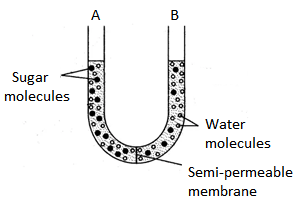 A B
Sugar
molecules
Water
molecules
Semi-permeable
membrane